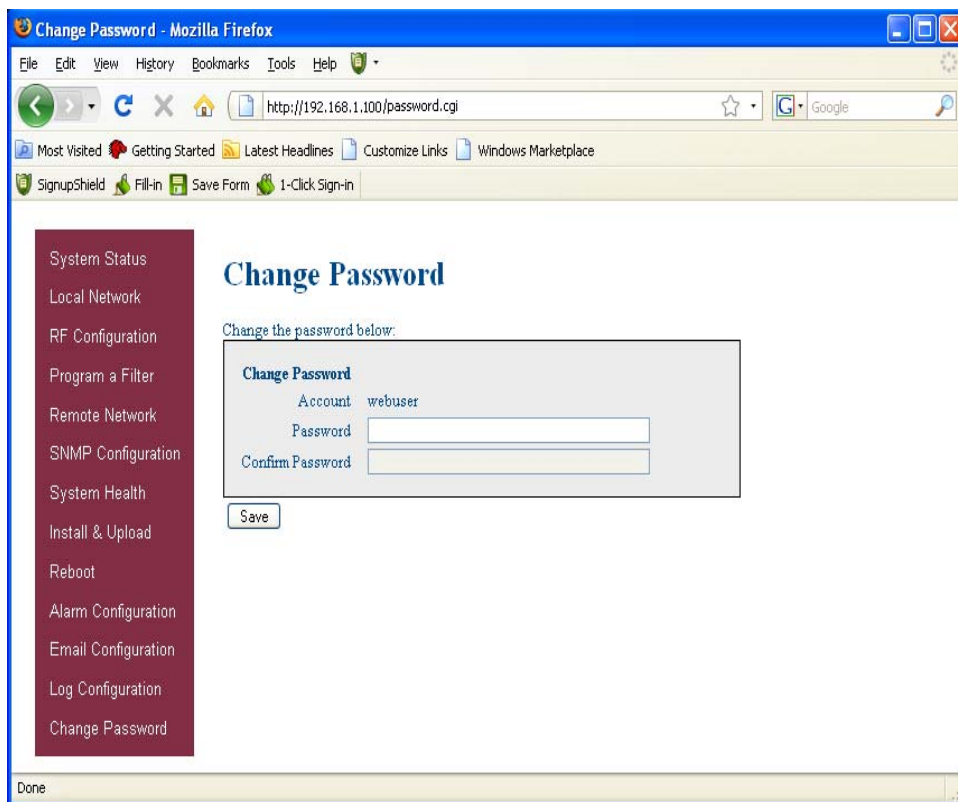 Change Password - Mozilla Firefox
File Edit View History Bookmarks Tools Help
http://192.168.1.100/password.cgi
G Google
Most Visited Getting Started Latest Headlines Customize Links Windows Marketplace
SignupShield Fill-in Save Form 1-Click Sign-in
System Status
Local Network
RF Configuration
Program a Filter
Remote Network
SNMP Configuration
System Health
Install & Upload
Reboot
Alarm Configuration
Email Configuration
Log Configuration
Change Password
Change Password
Change the password below:
Change Password
Account webuser
Password
Confirm Password
Save
Done